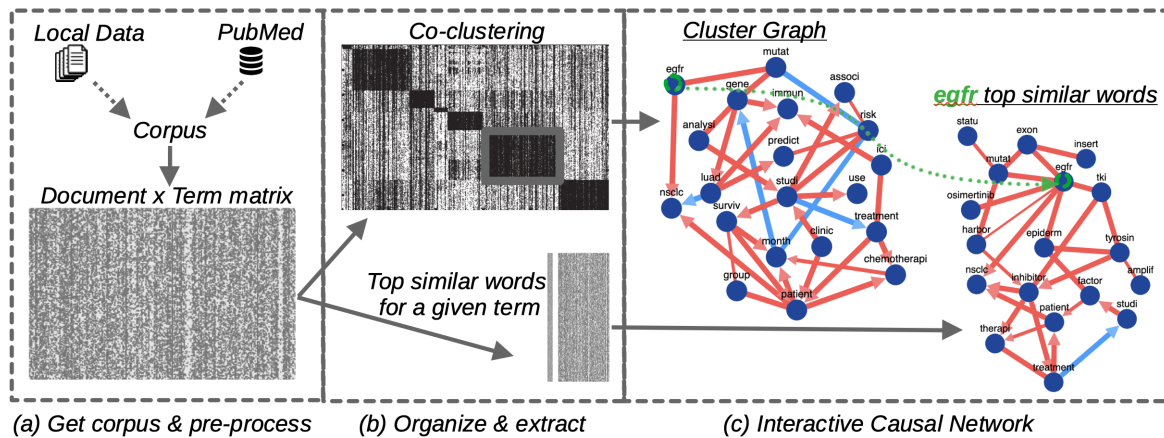 Local Data
PubMed
Corpus
Document x Term matrix
(a) Get corpus & pre-process
Co-clustering
Top similar words
for a given term
(b) Organize & extract
Cluster Graph
mutat
egfr
gene
immun
associ
risk
analysi
predict
ici
luad
studi
use
nsclc
surviv
treatment
month
clinic
chemotherapi
group
patient
egfr top similar words
statu
exon
insert
mutat
egfr
tki
osimertinib
harbor
epiderm
tyrosin
nsclc
inhibitor
factor
amplif
patient
studi
therapi
treatment
(c) Interactive Causal Network